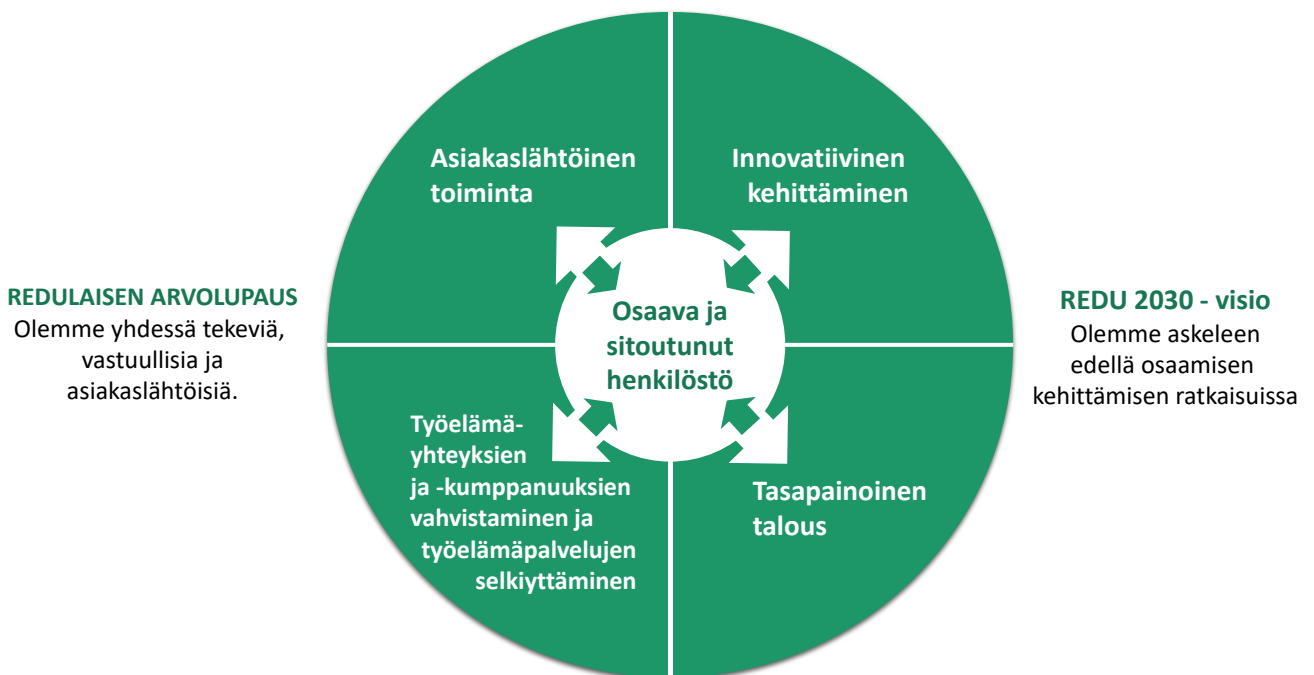 Asiakaslähtöinen
toiminta
Innovatiivinen
kehittäminen
REDULAISEN ARVOLUPAUS
Olemme yhdessä tekeviä,
vastuullisia ja
asiakaslähtöisiä.
Osaava ja
sitoutunut
henkilöstö
REDU 2030 - visio
Olemme askeleen
edellä osaamisen
kehittämisen ratkaisuissa
Työelämä-
yhteyksien
ja -kumppanuuksien
vahvistaminen ja
työelämäpalvelujen
selkiyttäminen
Tasapainoinen
talous